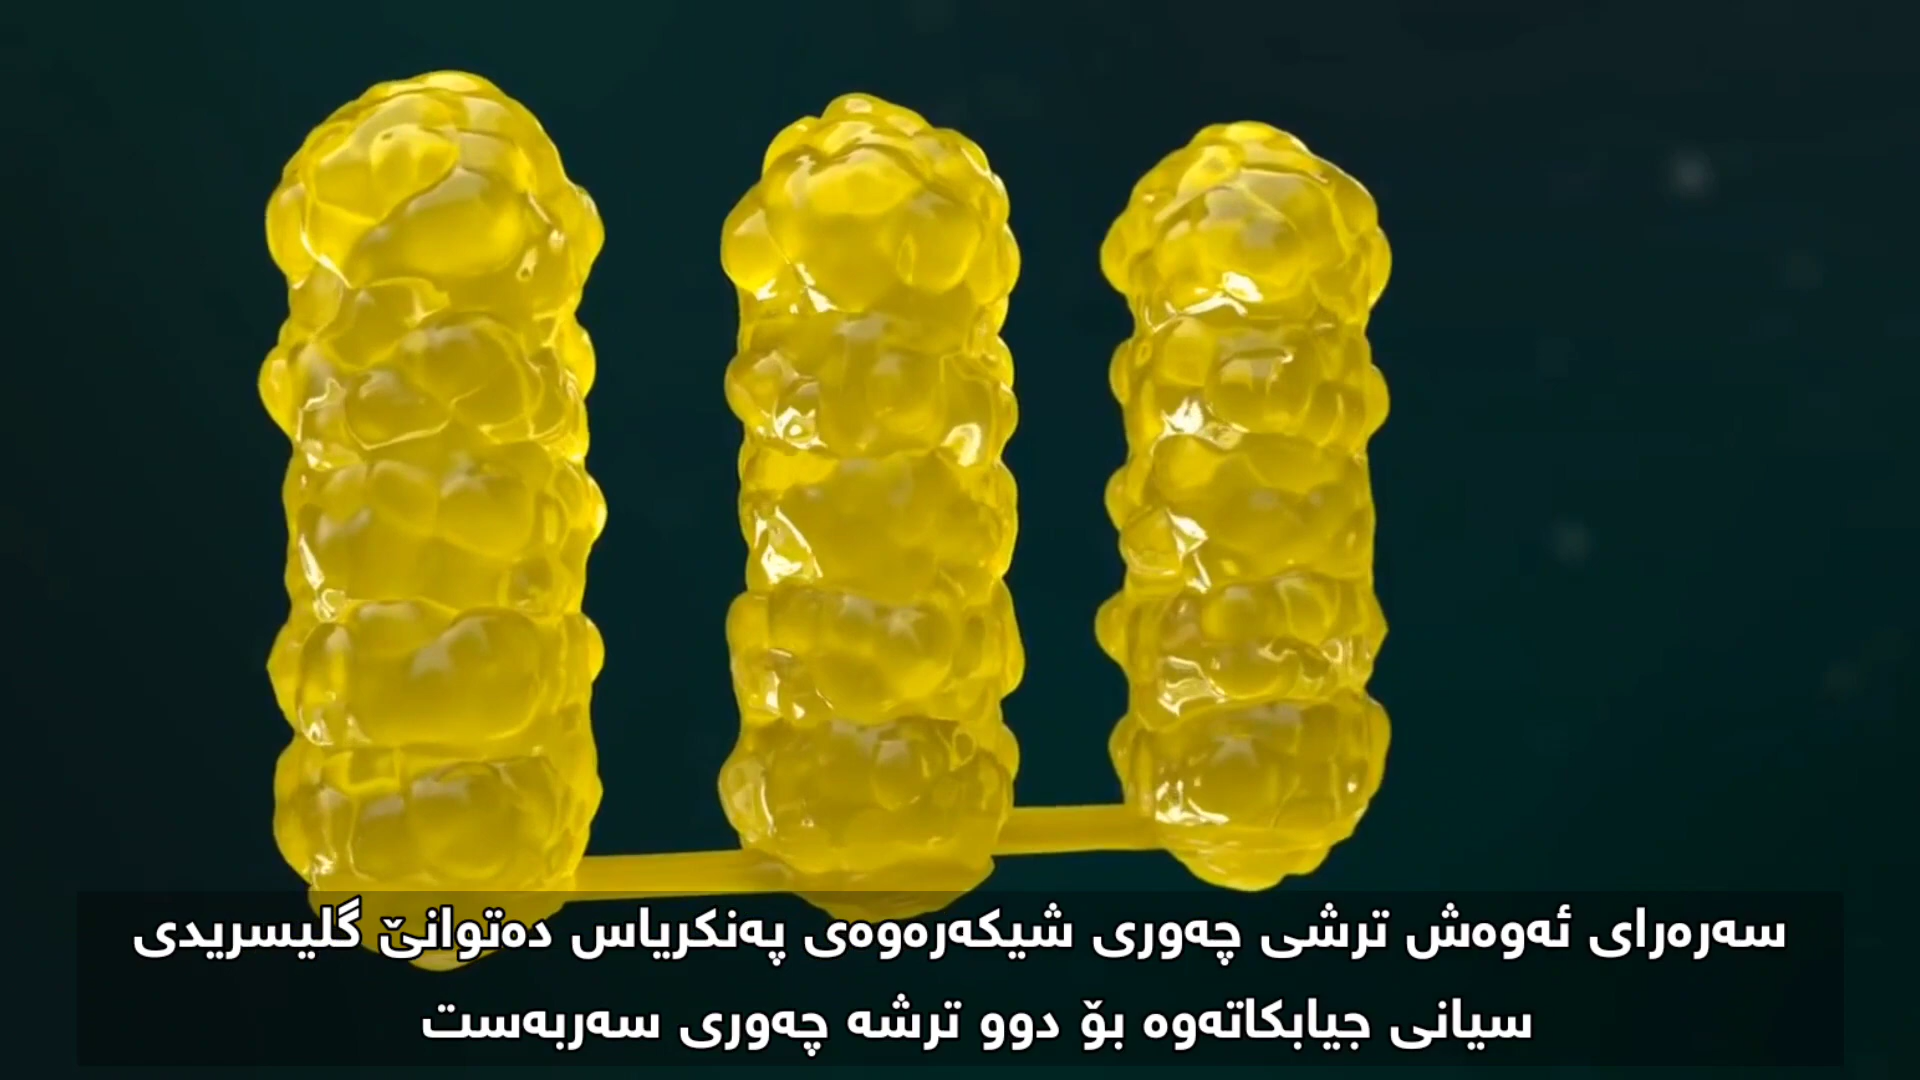 سەرەرای ئەوەش ترشی چەوری شیکەرەوەی پەنکریاس دەتوانێ گلیسریدی
سیانی جیابکاتەوە بۆ دوو ترشە چەوری سەربەست